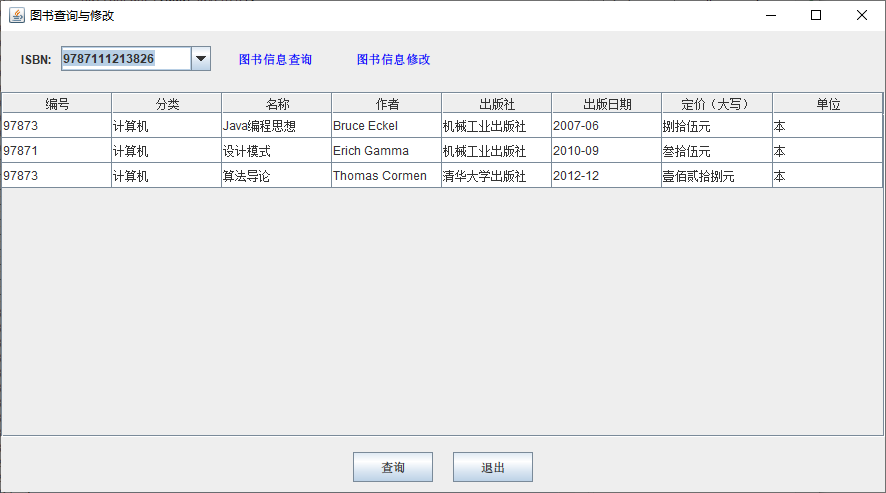 图书查询与修改
ISBN: 9787111213826 图书信息查询 图书信息修改
编号 分类 名称 作者 出版社 出版日期 定价（大写） 单位
97873 计算机 Java编程思想 Bruce Eckel 机械工业出版社 2007-06 捌拾伍元 本
97871 计算机 设计模式 Erich Gamma 机械工业出版社 2010-09 叁拾伍元 本
97873 计算机 算法导论 Thomas Cormen 清华大学出版社 2012-12 壹佰贰拾捌元 本
查询 退出